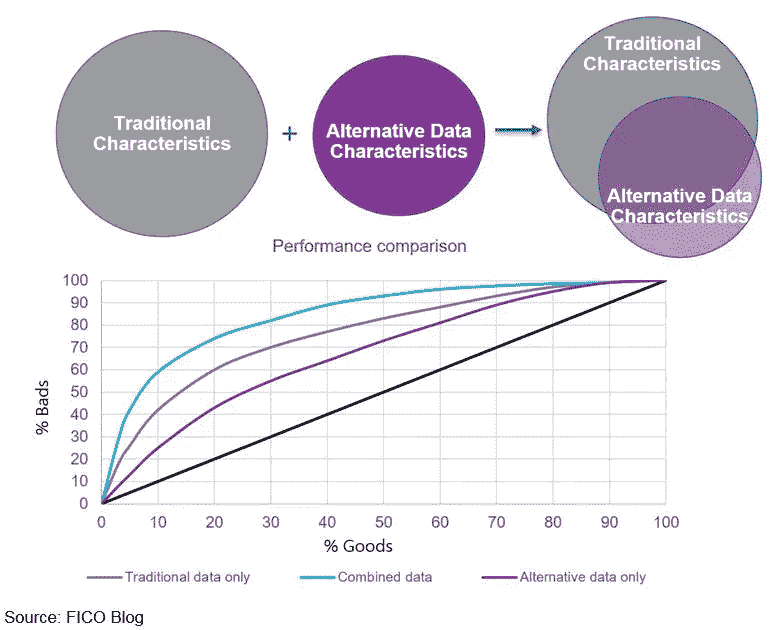 Traditional
Characteristics
+
Alternative Data
Characteristics
Traditional
Characteristics
Alternative Data
Characteristics
Performance comparison
100
90
80
70
60
50
40
30
20
10
0
% Bads
0 10 20 30 40 50 60 70 80 90 100
% Goods
Traditional data only Combined data Alternative data only
Source: FICO Blog